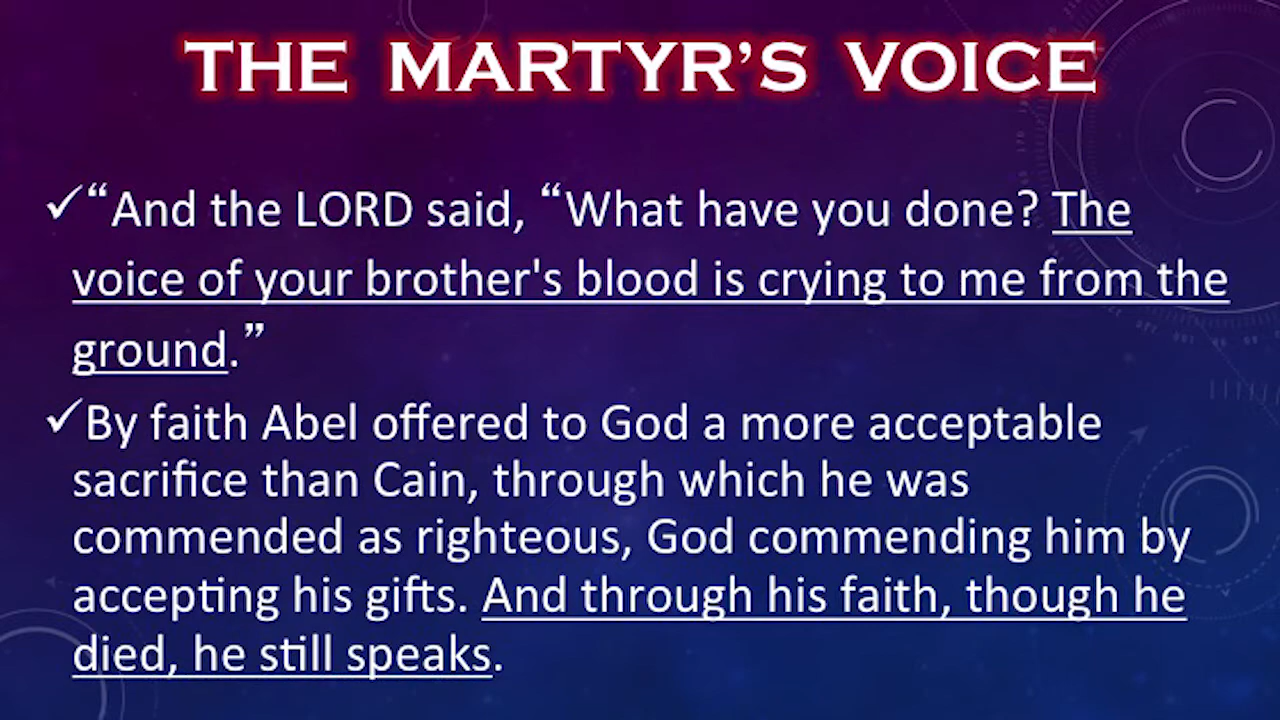 THE MARTYR’S VOICE
✓“And the LORD said, “What have you done? The
voice of your brother's blood is crying to me from the
ground.”
✓By faith Abel offered to God a more acceptable
sacrifice than Cain, through which he was
commended as righteous, God commending him by
accepting his gifts. And through his faith, though he
died, he still speaks.